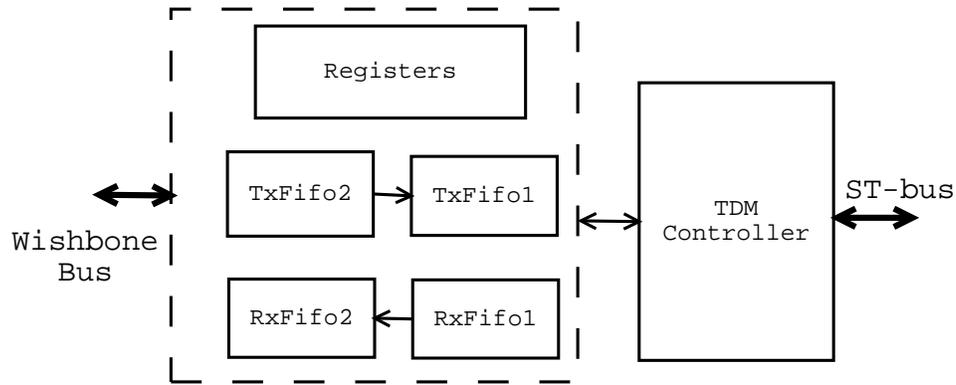 Registers
TxFifo2
TxFifo1
RxFifo2
RxFifo1
Wishbone
Bus
TDM
Controller
ST-bus